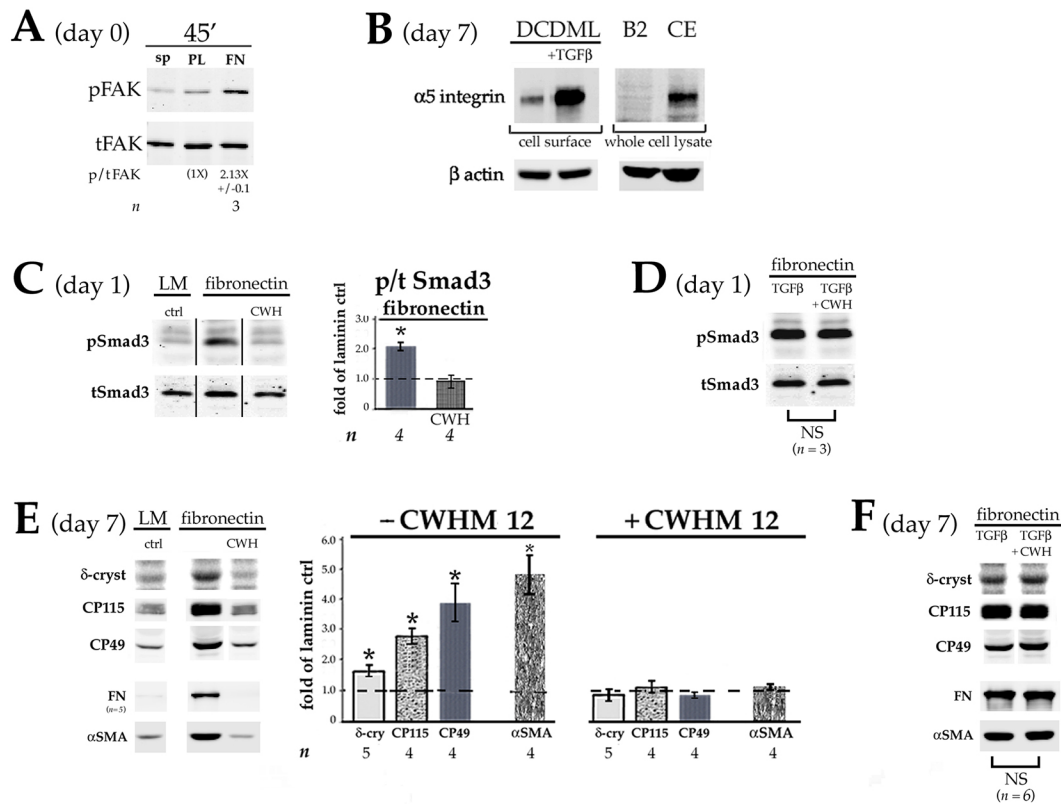 A (day 0)
45′
sp PL FN
pFAK
tFAK
p/tFAK (1X) 2.13X
+/-0.1
n 3
B (day 7)
DCDML B2 CE
+TGFβ
α5 integrin
cell surface whole cell lysate
β actin
C (day 1)
LM fibronectin
ctrl CWH
pSmad3
tSmad3
p/t Smad3
fibronectin
fold of laminin ctrl
3.0
2.0
1.0
0
*
CWH
n 4 4
D (day 1)
fibronectin
TGFβ TGFβ
+CWH
pSmad3
tSmad3
NS
(n = 3)
E (day 7)
LM fibronectin
ctrl CWH
δ-cryst
CP115
CP49
FN
(n=5)
αSMA
– CWHM 12
+ CWHM 12
fold of laminin ctrl
6.0
5.0
4.0
3.0
2.0
1.0
0
* * * *
δ-cry CP115 CP49 αSMA
δ-cry CP115 CP49 αSMA
n 5 4 4 4
5 4 4 4
F (day 7)
fibronectin
TGFβ TGFβ
+CWH
δ-cryst
CP115
CP49
FN
αSMA
NS
(n = 6)